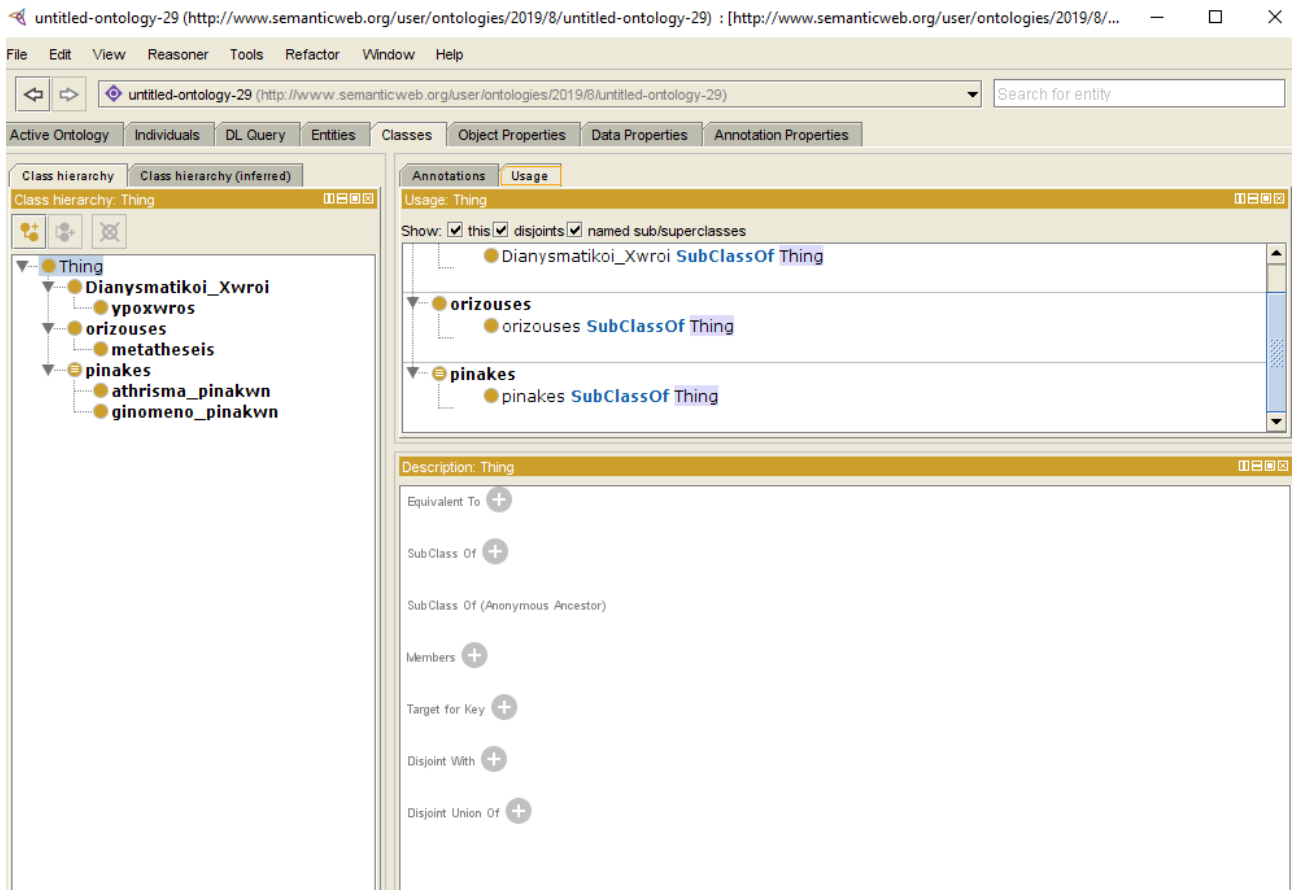 untitled-ontology-29 (http://www.semanticweb.org/user/ontologies/2019/8/untitled-ontology-29) : [http://www.semanticweb.org/user/ontologies/2019/8/...
File Edit View Reasoner Tools Refactor Window Help
untitled-ontology-29 (http://www.semanticweb.org/user/ontologies/2019/8/untitled-ontology-29)
Search for entity
Active Ontology Individuals DL Query Entities Classes Object Properties Data Properties Annotation Properties
Class hierarchy Class hierarchy (inferred)
Class hierarchy: Thing
Thing
Dianysmatikoi_Xwroi
ypoxwros
orizouses
metatheseis
pinakes
athrisma_pinakwn
ginomeno_pinakwn
Annotations Usage
Usage: Thing
Show: this disjoints named sub/superclasses
Dianysmatikoi_Xwroi SubClassOf Thing
orizouses
orizouses SubClassOf Thing
pinakes
pinakes SubClassOf Thing
Description: Thing
Equivalent To
SubClass Of
SubClass Of (Anonymous Ancestor)
Members
Target for Key
Disjoint With
Disjoint Union Of